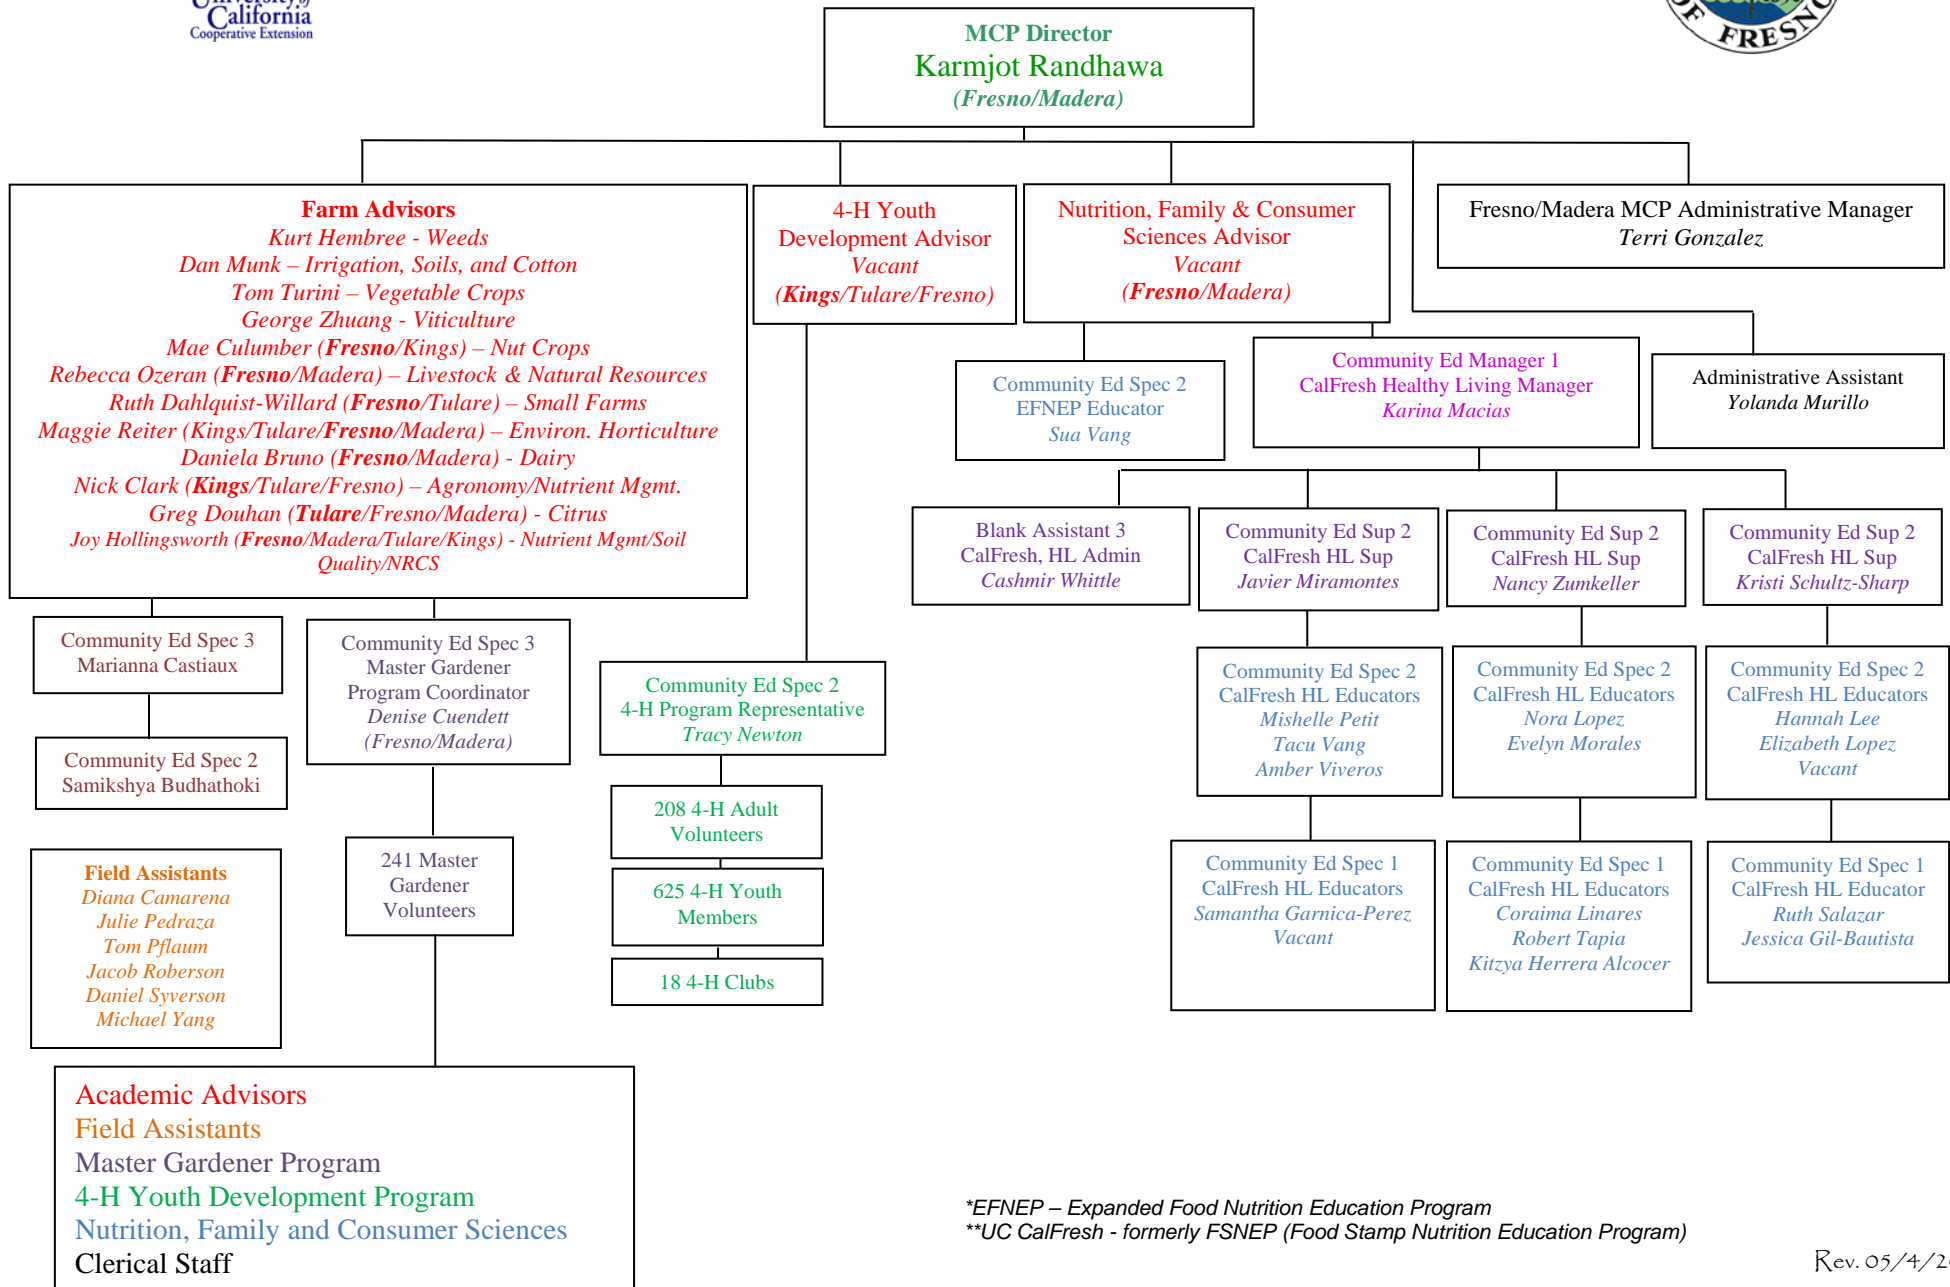 University of
California
Cooperative Extension
OF FRESNO
MCP Director
Karmjot Randhawa
(Fresno/Madera)
Farm Advisors
Kurt Hembree - Weeds
Dan Munk – Irrigation, Soils, and Cotton
Tom Turini – Vegetable Crops
George Zhuang - Viticulture
Mae Culumber (Fresno/Kings) – Nut Crops
Rebecca Ozeran (Fresno/Madera) – Livestock & Natural Resources
Ruth Dahlquist-Willard (Fresno/Tulare) – Small Farms
Maggie Reiter (Kings/Tulare/Fresno/Madera) – Environ. Horticulture
Daniela Bruno (Fresno/Madera) - Dairy
Nick Clark (Kings/Tulare/Fresno) – Agronomy/Nutrient Mgmt.
Greg Douhan (Tulare/Fresno/Madera) - Citrus
Joy Hollingsworth (Fresno/Madera/Tulare/Kings) - Nutrient Mgmt/Soil
Quality/NRCS
4-H Youth
Development Advisor
Vacant
(Kings/Tulare/Fresno)
Nutrition, Family & Consumer
Sciences Advisor
Vacant
(Fresno/Madera)
Fresno/Madera MCP Administrative Manager
Terri Gonzalez
Community Ed Spec 2
EFNEP Educator
Sua Vang
Community Ed Manager 1
CalFresh Healthy Living Manager
Karina Macias
Administrative Assistant
Yolanda Murillo
Blank Assistant 3
CalFresh, HL Admin
Cashmir Whittle
Community Ed Sup 2
CalFresh HL Sup
Javier Miramontes
Community Ed Sup 2
CalFresh HL Sup
Nancy Zumkeller
Community Ed Sup 2
CalFresh HL Sup
Kristi Schultz-Sharp
Community Ed Spec 3
Marianna Castiaux
Community Ed Spec 3
Master Gardener
Program Coordinator
Denise Cuendett
(Fresno/Madera)
Community Ed Spec 2
4-H Program Representative
Tracy Newton
Community Ed Spec 2
CalFresh HL Educators
Mishelle Petit
Tacu Vang
Amber Viveros
Community Ed Spec 2
CalFresh HL Educators
Nora Lopez
Evelyn Morales
Community Ed Spec 2
CalFresh HL Educators
Hannah Lee
Elizabeth Lopez
Vacant
Community Ed Spec 2
Samikshya Budhathoki
208 4-H Adult
Volunteers
625 4-H Youth
Members
18 4-H Clubs
Field Assistants
Diana Camarena
Julie Pedraza
Tom Pflaum
Jacob Roberson
Daniel Syverson
Michael Yang
241 Master
Gardener
Volunteers
Community Ed Spec 1
CalFresh HL Educators
Samantha Garnica-Perez
Vacant
Community Ed Spec 1
CalFresh HL Educators
Coraima Linares
Robert Tapia
Kitzya Herrera Alcocer
Community Ed Spec 1
CalFresh HL Educator
Ruth Salazar
Jessica Gil-Bautista
Academic Advisors
Field Assistants
Master Gardener Program
4-H Youth Development Program
Nutrition, Family and Consumer Sciences
Clerical Staff
*EFNEP – Expanded Food Nutrition Education Program
**UC CalFresh - formerly FSNEP (Food Stamp Nutrition Education Program)
Rev. 05/4/2